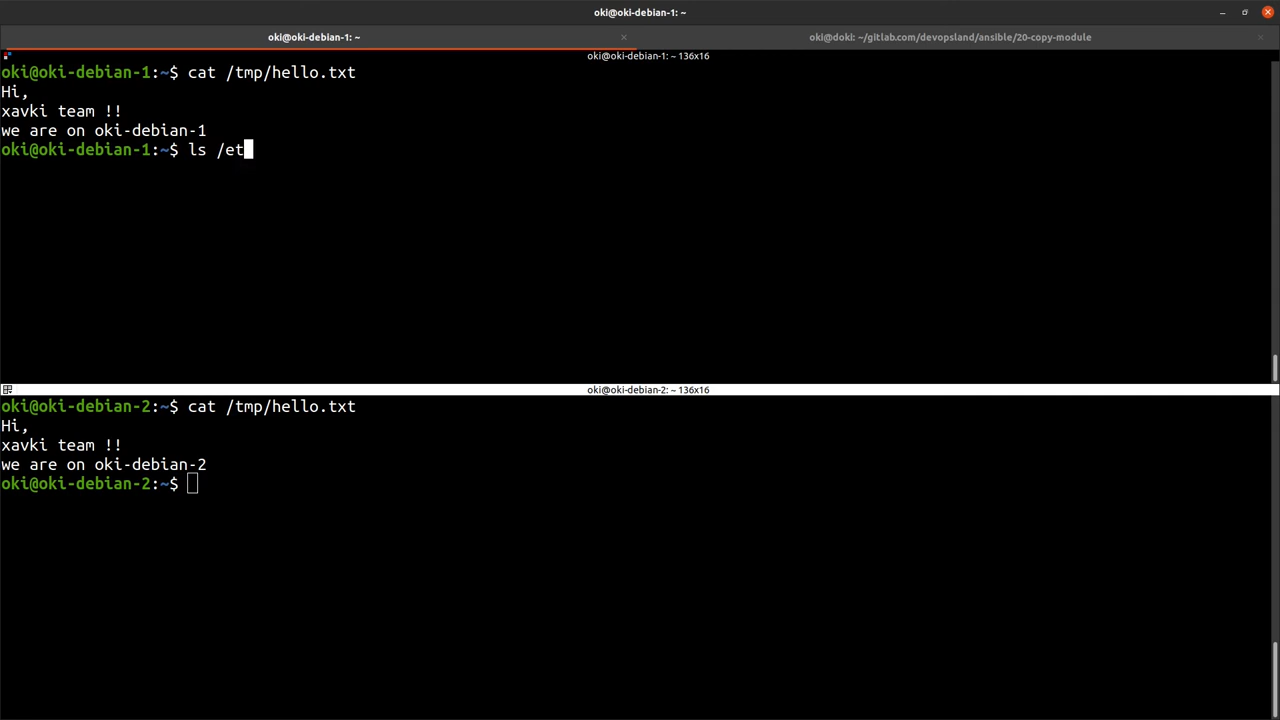 oki@oki-debian-1: ~
oki@oki-debian-1: ~
oki@doki: ~/gitlab.com/devopsland/ansible/20-copy-module
oki@oki-debian-1: ~ 136x16
oki@oki-debian-1:~$ cat /tmp/hello.txt
Hi,
xavki team !!
we are on oki-debian-1
oki@oki-debian-1:~$ ls /et
oki@oki-debian-2: ~ 136x16
oki@oki-debian-2:~$ cat /tmp/hello.txt
Hi,
xavki team !!
we are on oki-debian-2
oki@oki-debian-2:~$